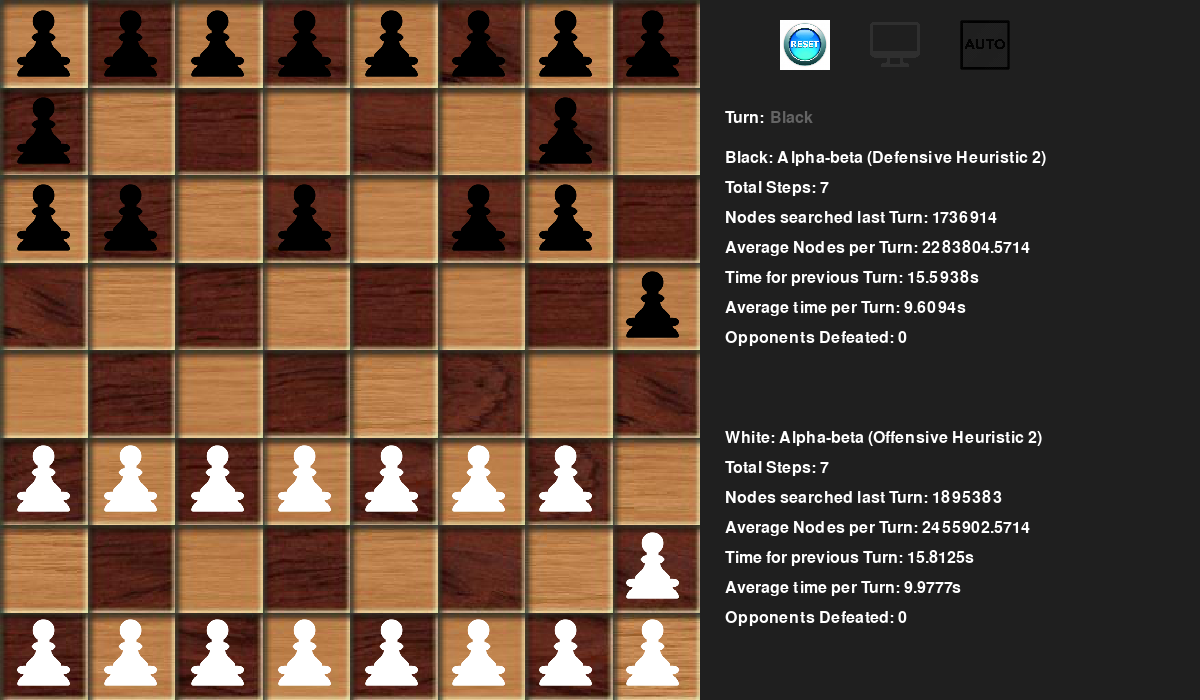 RESET
AUTO
Turn: Black
Black: Alpha-beta (Defensive Heuristic 2)
Total Steps: 7
Nodes searched last Turn: 1736914
Average Nodes per Turn: 2283804.5714
Time for previous Turn: 15.5938s
Average time per Turn: 9.6094s
Opponents Defeated: 0
White: Alpha-beta (Offensive Heuristic 2)
Total Steps: 7
Nodes searched last Turn: 1895383
Average Nodes per Turn: 2455902.5714
Time for previous Turn: 15.8125s
Average time per Turn: 9.9777s
Opponents Defeated: 0